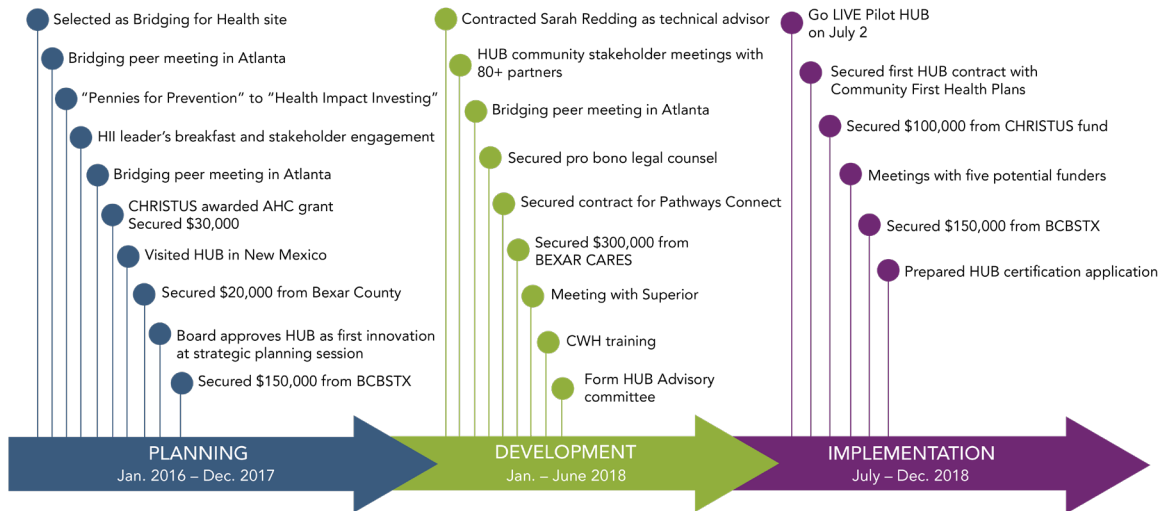 Selected as Bridging for Health site
Bridging peer meeting in Atlanta
“Pennies for Prevention” to “Health Impact Investing”
HII leader’s breakfast and stakeholder engagement
Bridging peer meeting in Atlanta
CHRISTUS awarded AHC grant
Secured $30,000
Visited HUB in New Mexico
Secured $20,000 from Bexar County
Board approves HUB as first innovation
at strategic planning session
Secured $150,000 from BCBSTX
PLANNING
Jan. 2016 – Dec. 2017
Contracted Sarah Redding as technical advisor
HUB community stakeholder meetings with
80+ partners
Bridging peer meeting in Atlanta
Secured pro bono legal counsel
Secured contract for Pathways Connect
Secured $300,000 from
BEXAR CARES
Meeting with Superior
CWH training
Form HUB Advisory
committee
DEVELOPMENT
Jan. – June 2018
Go LIVE Pilot HUB
on July 2
Secured first HUB contract with
Community First Health Plans
Secured $100,000 from CHRISTUS fund
Meetings with five potential funders
Secured $150,000 from BCBSTX
Prepared HUB certification application
IMPLEMENTATION
July – Dec. 2018